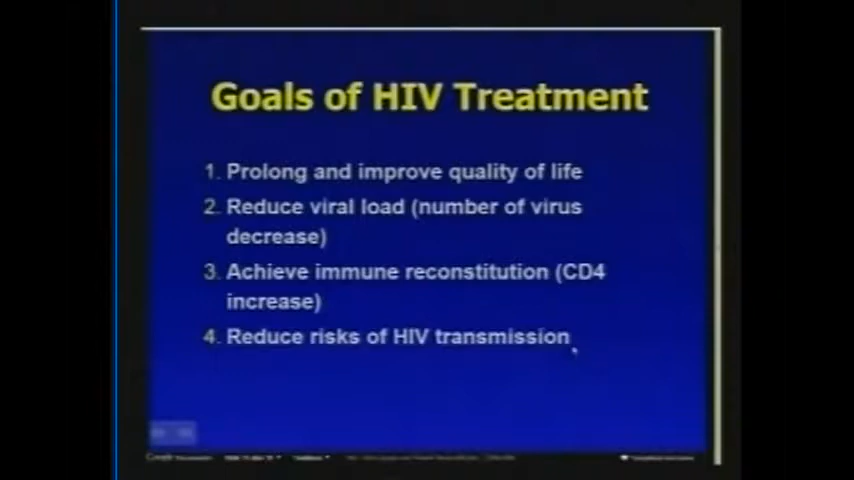 Goals of HIV Treatment
1. Prolong and improve quality of life
2. Reduce viral load (number of virus
decrease)
3. Achieve immune reconstitution (CD4
increase)
4. Reduce risks of HIV transmission